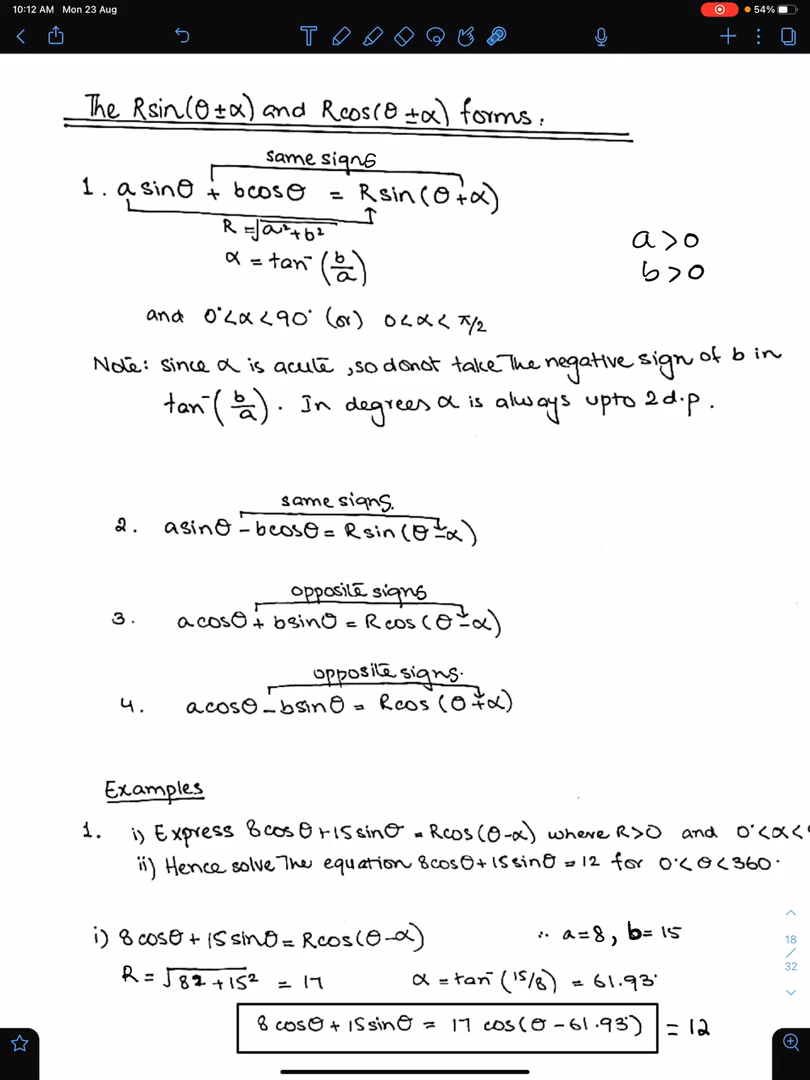 10:12 AM Mon 23 Aug 54%
The Rsin(θ±α) and Rcos(θ±α) forms.
same signs
1. asinθ + bcosθ = Rsin(θ+α)
R = √a²+b²
α = tan⁻(b/a)
a>0
b>0
and 0°<α<90° (or) 0<α<π/2
Note: since α is acute, so donot take the negative sign of b in
tan⁻(b/a). In degrees α is always upto 2d.p.
same signs.
2. asinθ - bcosθ = Rsin(θ-α)
opposite signs
3. acosθ + bsinθ = Rcos(θ-α)
opposite signs.
4. acosθ - bsinθ = Rcos(θ+α)
Examples
1. i) Express 8cosθ+15sinθ = Rcos(θ-α) where R>0 and 0°<α<
ii) Hence solve The equation 8cosθ+15sinθ = 12 for 0°<θ<360°
i) 8cosθ + 15sinθ = Rcos(θ-α) ∴ a=8, b=15
R = √8²+15² = 17 α = tan⁻(15/8) = 61.93°
8cosθ + 15sinθ = 17 cos(θ-61.93°) = 12
18
/
32